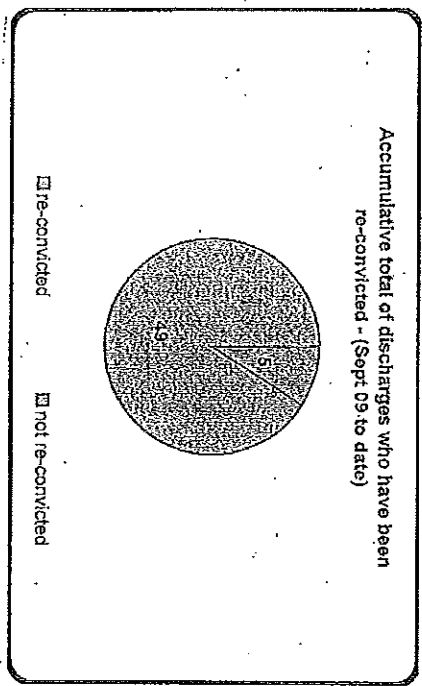 Accumulative total of discharges who have been
re-convicted - (Sept 09 to date)
5
49
re-convicted
not re-convicted